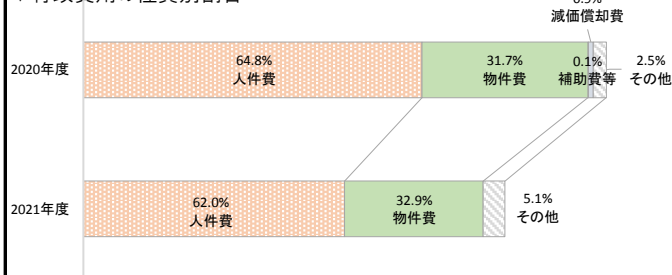 減価償却費
2020年度
64.8%
人件費
31.7%
物件費
0.1%
補助費等
2.5%
その他
2021年度
62.0%
人件費
32.9%
物件費
5.1%
その他